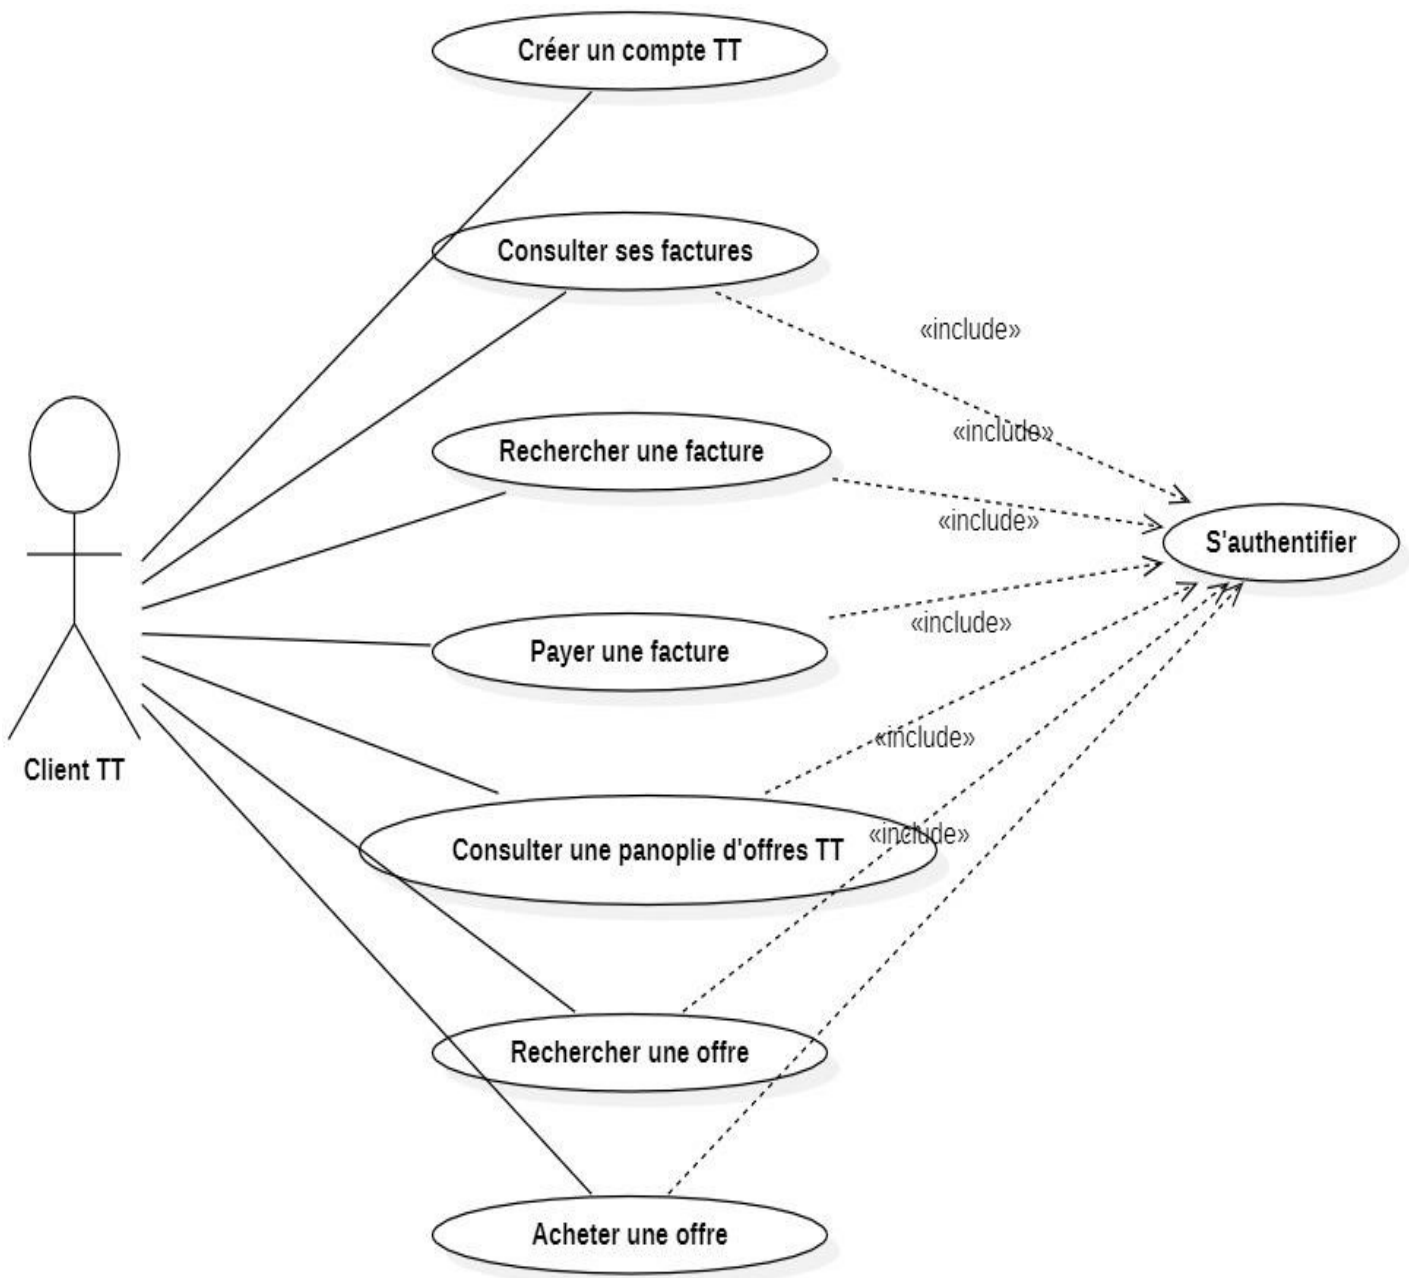 Créer un compte TT
Consulter ses factures
«include»
«include»
Rechercher une facture
«include»
S'authentifier
«include»
Payer une facture
«include»
Client TT
«include»
Consulter une panoplie d'offres TT
Rechercher une offre
Acheter une offre